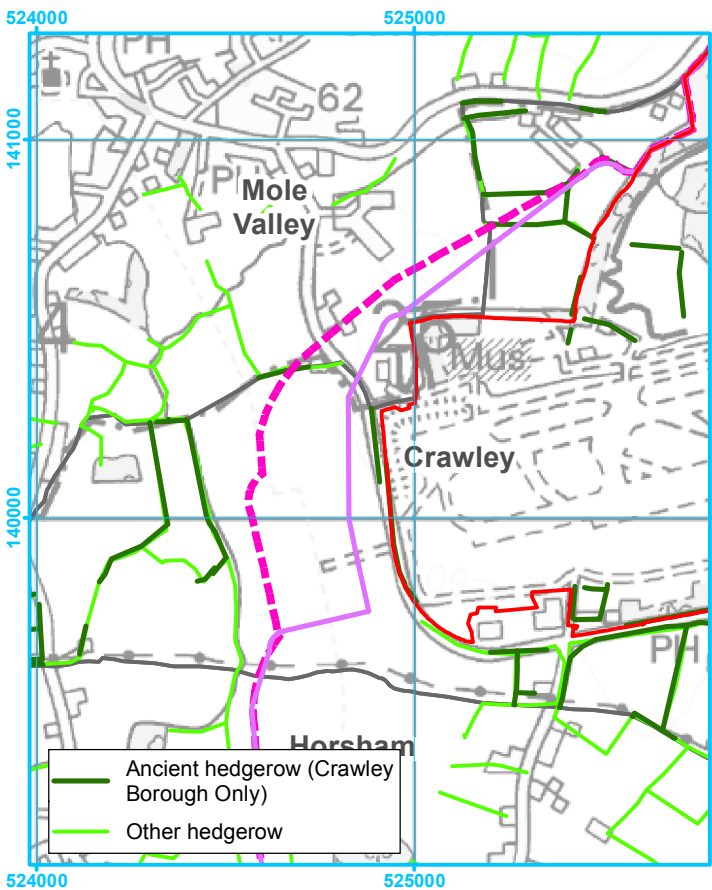 524000
525000
PH
62
141000
PH
Mole
Valley
Mus
Crawley
140000
PH
Horsham
Ancient hedgerow (Crawley
Borough Only)
Other hedgerow
524000
525000